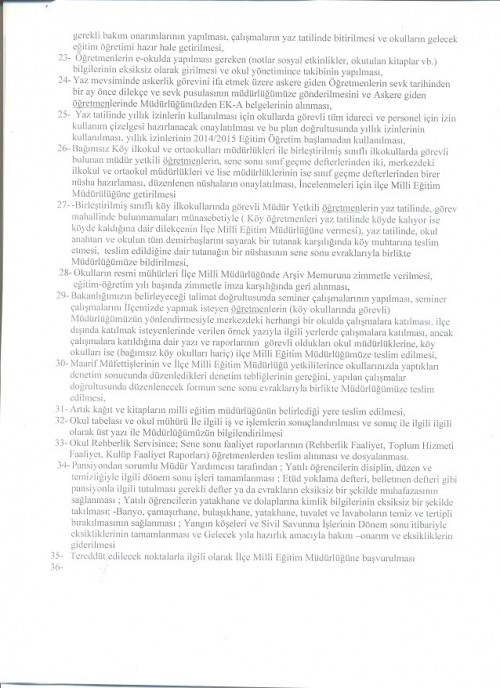 gerekli bakım onarımlarının yapılması, çalışmaların yaz tatilinde bitirilmesi ve okulların gelecek
eğitim öğretimi hazır hale getirilmesi,
23- Öğretmenlerin e-okulda yapılması gereken (notlar sosyal etkinlikler, okutulan kitaplar vb.)
bilgilerinin eksiksiz olarak girilmesi ve okul yönetimince takibinin yapılması,
24- Yaz mevsiminde askerlik görevini ifa etmek üzere askere giden Öğretmenlerin sevk tarihinden
bir ay önce dilekçe ve sevk pusulasının müdürlüğümüze gönderilmesini ve Askere giden
öğretmenlerinde Müdürlüğümüzden EK-A belgelerinin alınması,
25- Yaz tatilinde yıllık izinlerin kullanılması için okullarda görevli tüm idareci ve personel için izin
kullanım çizelgesi hazırlanacak onaylatılması ve bu plan doğrultusunda yıllık izinlerinin
kullanılması, yıllık izinlerinin 2014/2015 Eğitim Öğretim başlamadan kullanılması,
26- Bağımsız Köy ilkokul ve ortaokulları müdürlükleri ile birleştirilmiş sınıflı ilkokullarda görevli
bulunan müdür yetkili öğretmenlerin, sene sonu sınıf geçme defterlerinden iki, merkezdeki
ilkokul ve ortaokul müdürlükleri ve lise müdürlüklerinin ise sınıf geçme defterlerinden birer
nüsha hazırlaması, düzenlenen nüshaların onaylatılması, İncelenmeleri için ilçe Milli Eğitim
Müdürülüğüne getirilmesi
27- -Birleştirilmiş sınıflı köy ilkokullarında görevli Müdür Yetkili öğretmenlerin yaz tatilinde, görev
mahallinde bulunmamaları münasebetiyle ( Köy öğretmenleri yaz tatilinde köyde kalıyor ise
köyde kaldığına dair dilekçenin İlçe Milli Eğitim Müdürlüğüne vermesi), yaz tatilinde, okul
anahtarı ve okulun tüm demirbaşlarını sayarak bir tutanak karşılığında köy muhtarına teslim
etmesi, teslim edildiğine dair tutanağın bir nüshasının sene sonu evraklarıyla birlikte
Müdürlüğümüze bildirilmesi,
28- Okulların resmi mühürleri İlçe Milli Müdürlüğünde Arşiv Memuruna zimmetle verilmesi,
eğitim-öğretim yılı başında zimmetle imza karşılığında geri alınması,
29- Bakanlığımızın belirleyeceği talimat doğrultusunda seminer çalışmalarının yapılması, seminer
çalışmalarını İlçemizde yapmak isteyen öğretmenlerin (köy okullarında görevli)
Müdürlüğümüzün yönlendirmesiyle merkezdeki herhangi bir okulda çalışmalara katılması, ilçe
dışında katılmak isteyenlerinde verilen örnek yazıyla ilgili yerlerde çalışmalara katılması, ancak
çalışmalara katıldığına dair yazı ve raporlarının görevli oldukları okul müdürlüklerine, köy
okulları ise (bağımsız köy okulları hariç) ilçe Milli Eğitim Müdürlüğümüze teslim edilmesi,
30- Maarif Müfettişlerinin ve İlçe Milli Eğitim Müdürlüğü yetkililerince okullarınızda yaptıkları
denetim sonucunda düzenledikleri denetim tebliğlerinin gereğini, yapılan çalışmalar
doğrultusunda düzenlenecek formun sene sonu evraklarıyla birlikte Müdürlüğümüze teslim
edilmesi,
31- Artık kağıt ve kitapların milli eğitim müdürlüğünün belirlediği yere teslim edilmesi,
32- Okul tabelası ve okul mühürü İle ilgili iş ve işlemlerin sonuçlandırılması ve sonuç ile ilgili ilgili
olarak üst yazı ile Müdürlüğümüzün bilgilendirilmesi
33- Okul Rehberlik Servisince; Sene sonu faaliyet raporlarının (Rehberlik Faaliyet, Toplum Hizmeti
Faaliyet, Kulüp Faaliyet Raporları) öğretmenlerden teslim alınması ve dosyalanması.
34- Pansiyondan sorumlu Müdür Yardımcısı tarafından ; Yatılı öğrencilerin disiplin, düzen ve
temizliğiyle ilgili dönem sonu işleri tamamlanması ; Etüd yoklama defteri, belletmen defteri gibi
pansiyonla ilgili tutulması gerekli defter ya da evrakların eksiksiz bir şekilde muhafazasının
sağlanması ; Yatılı öğrencilerin yatakhane ve dolaplarına kimlik bilgilerinin eksiksiz bir şekilde
takılması; -Banyo, çamaşırhane, bulaşıkhane, yatakhane, tuvalet ve lavaboların temiz ve tertipli
bırakılmasının sağlanması ; Yangın köşeleri ve Sivil Savunma İşlerinin Dönem sonu itibariyle
eksikliklerinin tamamlanması ve Gelecek yıla hazırlık amacıyla bakım –onarım ve eksikliklerin
giderilmesi
35- Tereddüt edilecek noktalarla ilgili olarak İlçe Milli Eğitim Müdürlüğüne başvurulması
36-